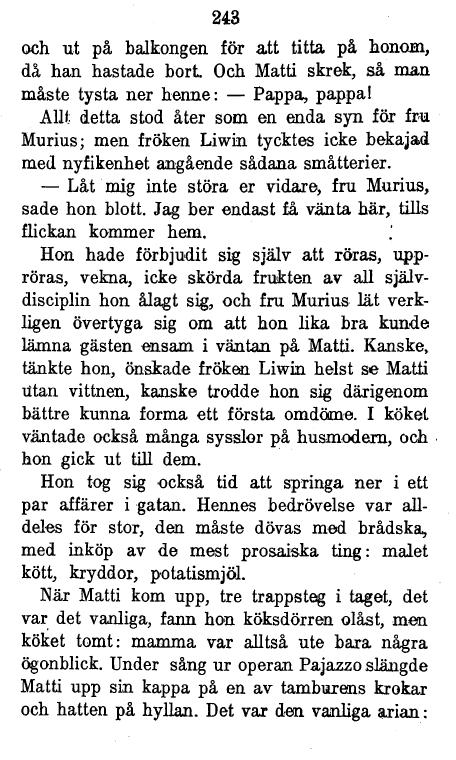 243
och ut på balkongen för att titta på honom,
då han hastade bort. Och Matti skrek, så man
måste tysta ner henne: — Pappa, pappa!
Allt detta stod åter som en enda syn för fru
Murius; men fröken Liwin tycktes icke bekajad
med nyfikenhet angående sådana småtterier.
— Låt mig inte störa er vidare, fru Murius,
sade hon blott. Jag ber endast få vänta här, tills
flickan kommer hem.
Hon hade förbjudit sig själv att röras, upp-
röras, vekna, icke skörda frukten av all själv-
disciplin hon ålagt sig, och fru Murius lät verk-
ligen övertyga sig om att hon lika bra kunde
lämna gästen ensam i väntan på Matti. Kanske,
tänkte hon, önskade fröken Liwin helst se Matti
utan vittnen, kanske trodde hon sig därigenom
bättre kunna forma ett första omdöme. I köket
väntade också många sysslor på husmodern, och
hon gick ut till dem.
Hon tog sig också tid att springa ner i ett
par affärer i gatan. Hennes bedrövelse var all-
deles för stor, den måste dövas med brådska,
med inköp av de mest prosaiska ting: malet
kött, kryddor, potatismjöl.
När Matti kom upp, tre trappsteg i taget, det
var det vanliga, fann hon köksdörren olåst, men
köket tomt: mamma var alltså ute bara några
ögonblick. Under sång ur operan Pajazzo slängde
Matti upp sin kappa på en av tamburens krokar
och hatten på hyllan. Det var den vanliga arian: